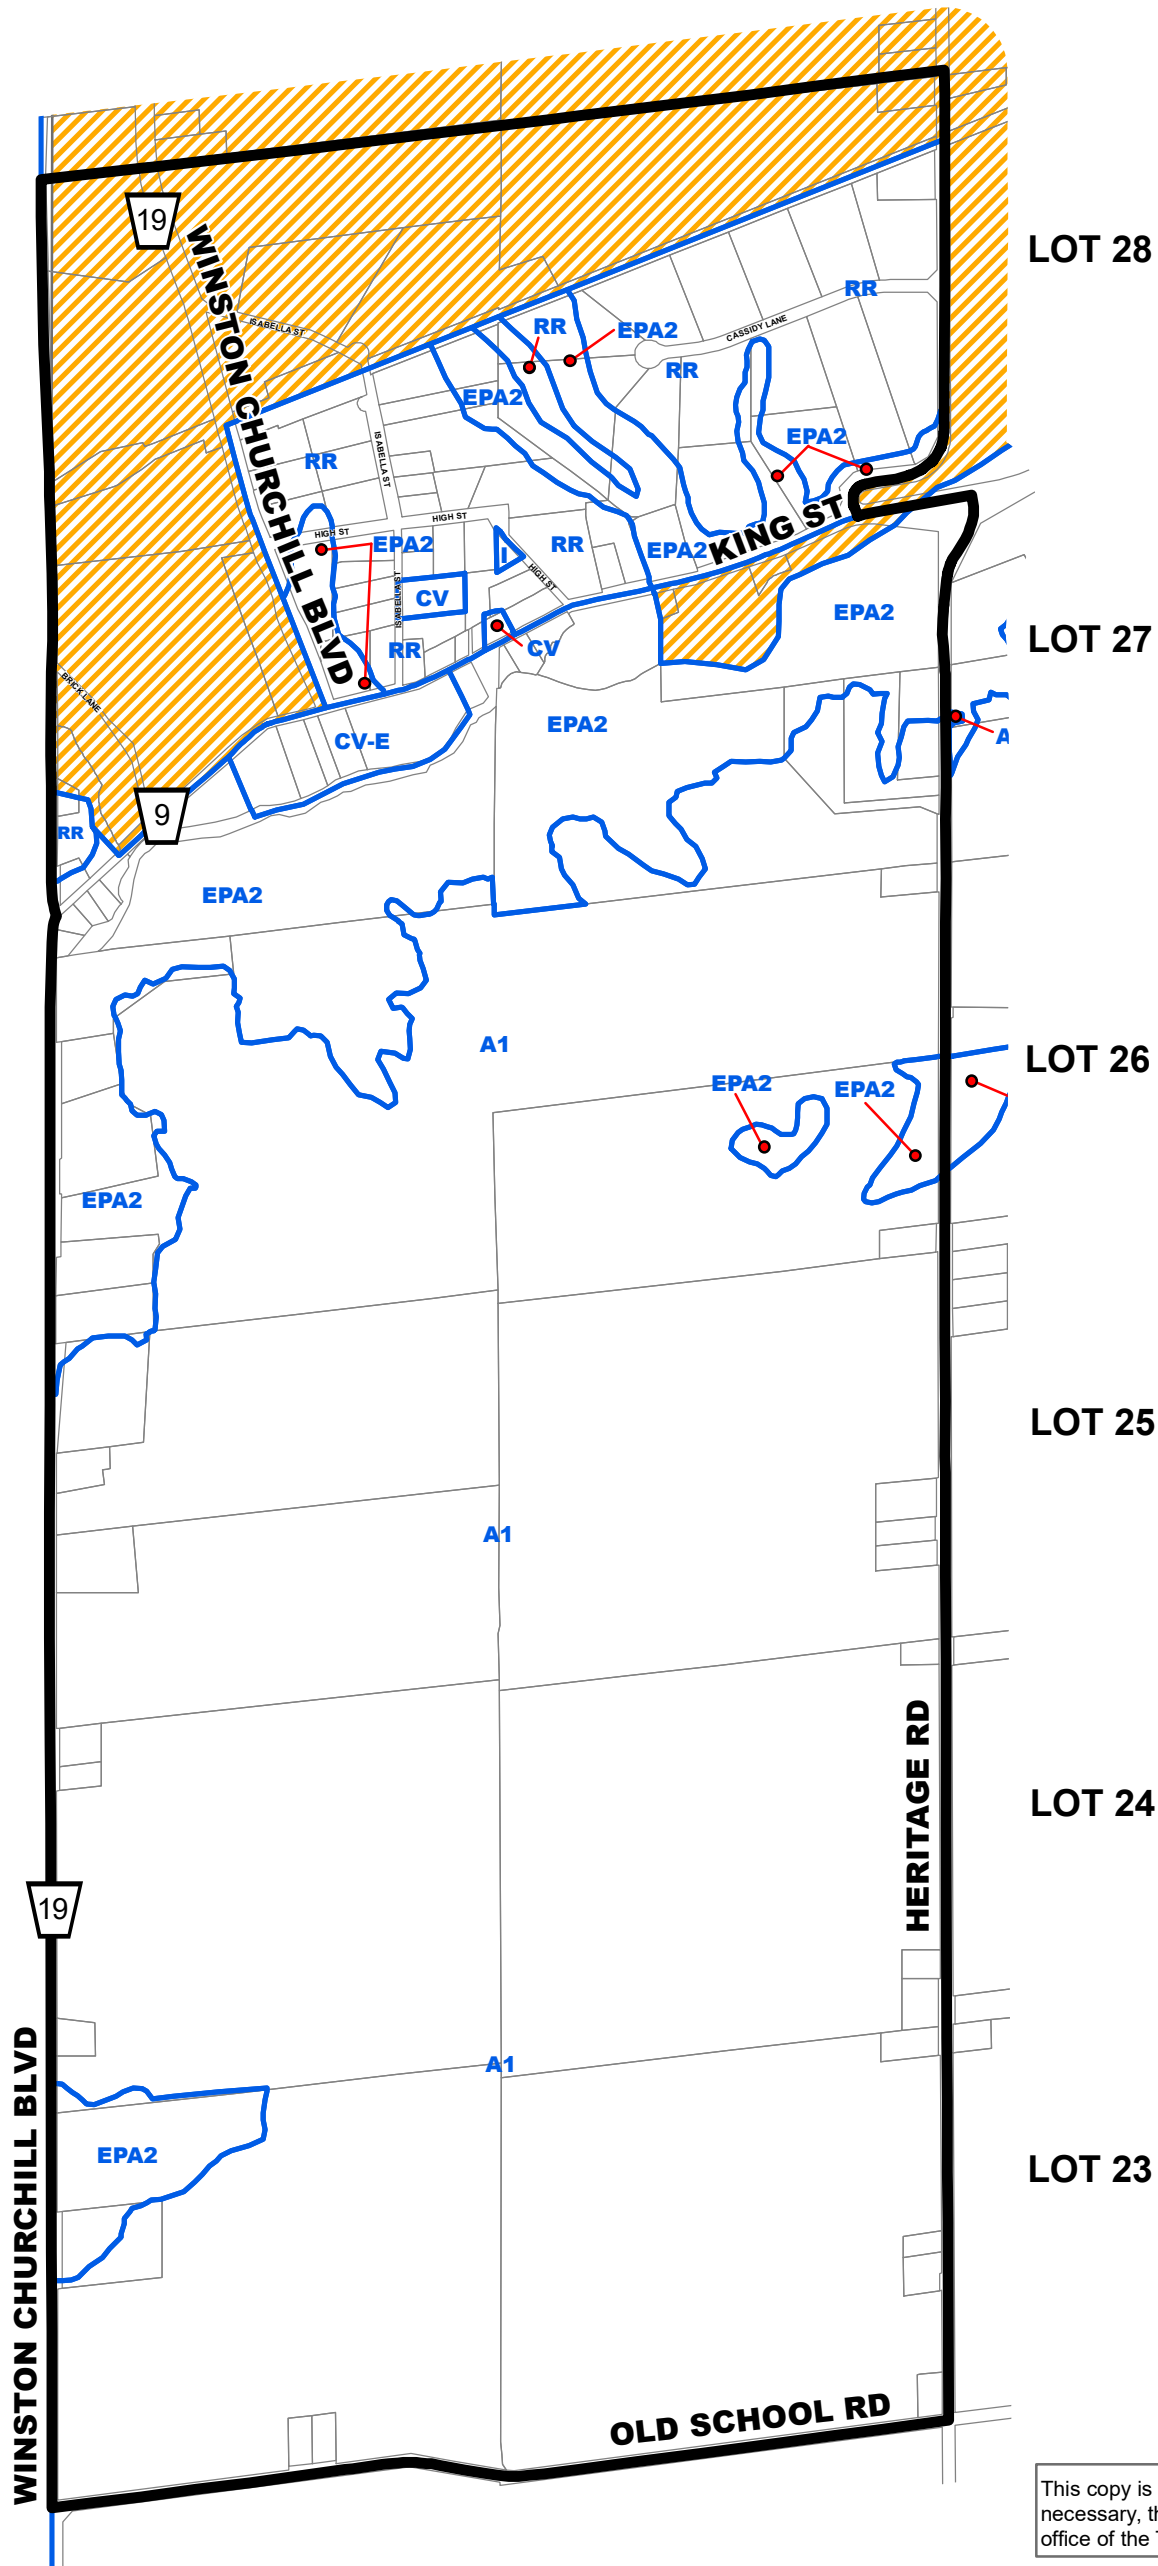 19
WINSTON CHURCHILL BLVD
LOT 28
ISABELLA ST
RR
RR
EPA2
CASSIDY LANE
RR
EPA2
EPA2
ISABELLA ST
RR
HIGH ST
HIGH ST
EPA2
I
RR
EPA2
KING ST
HIGH ST
ISABELLA ST
CV
EPA2
LOT 27
RR
CV
BRICK LANE
EPA2
CV-E
A
9
RR
EPA2
A1
LOT 26
EPA2
EPA2
EPA2
LOT 25
A1
HERITAGE RD
LOT 24
19
WINSTON CHURCHILL BLVD
A1
EPA2
LOT 23
OLD SCHOOL RD
This copy is
necessary, th
office of the T